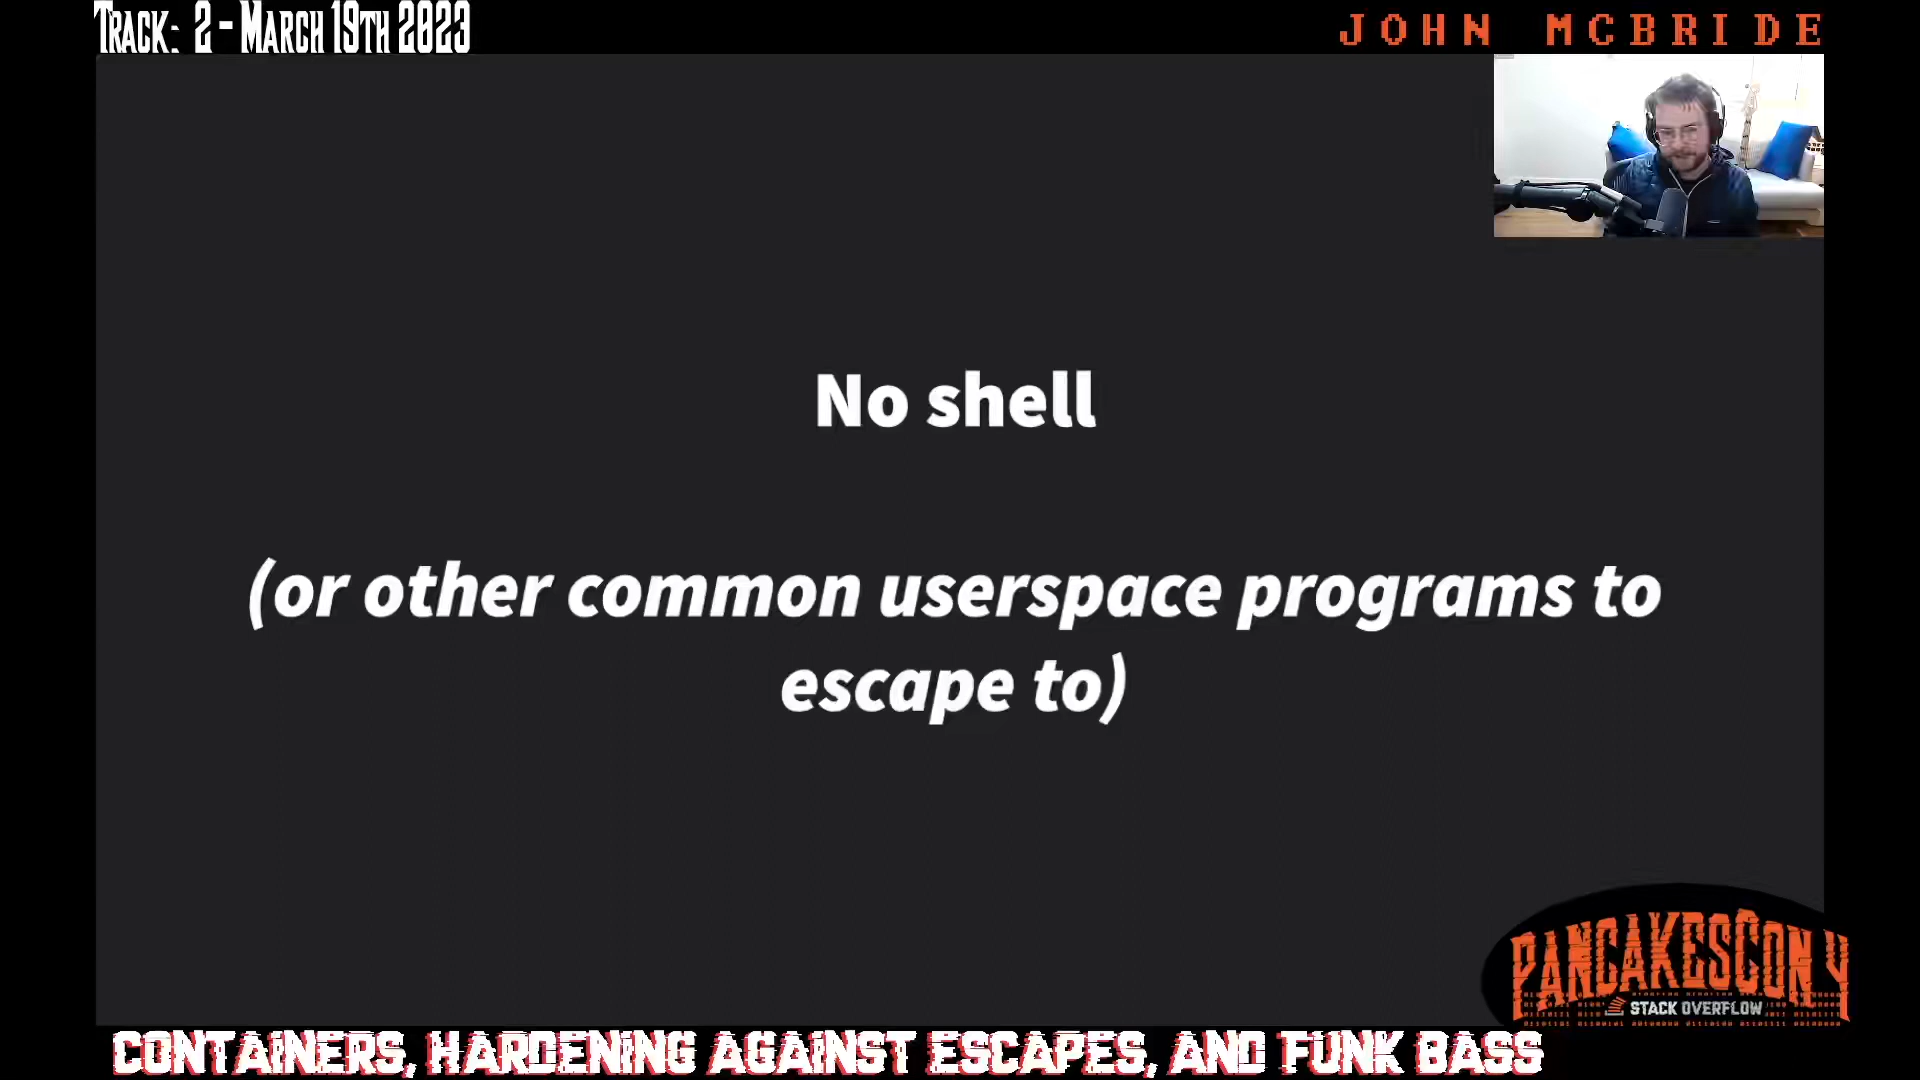 Track: 2 - March 19th 2023
JOHN MCBRIDE
No shell
(or other common userspace programs to
escape to)
PANCAKESCON 4
STACK OVERFLOW
CONTAINERS, HARDENING AGAINST ESCAPES, AND FUNK BASS